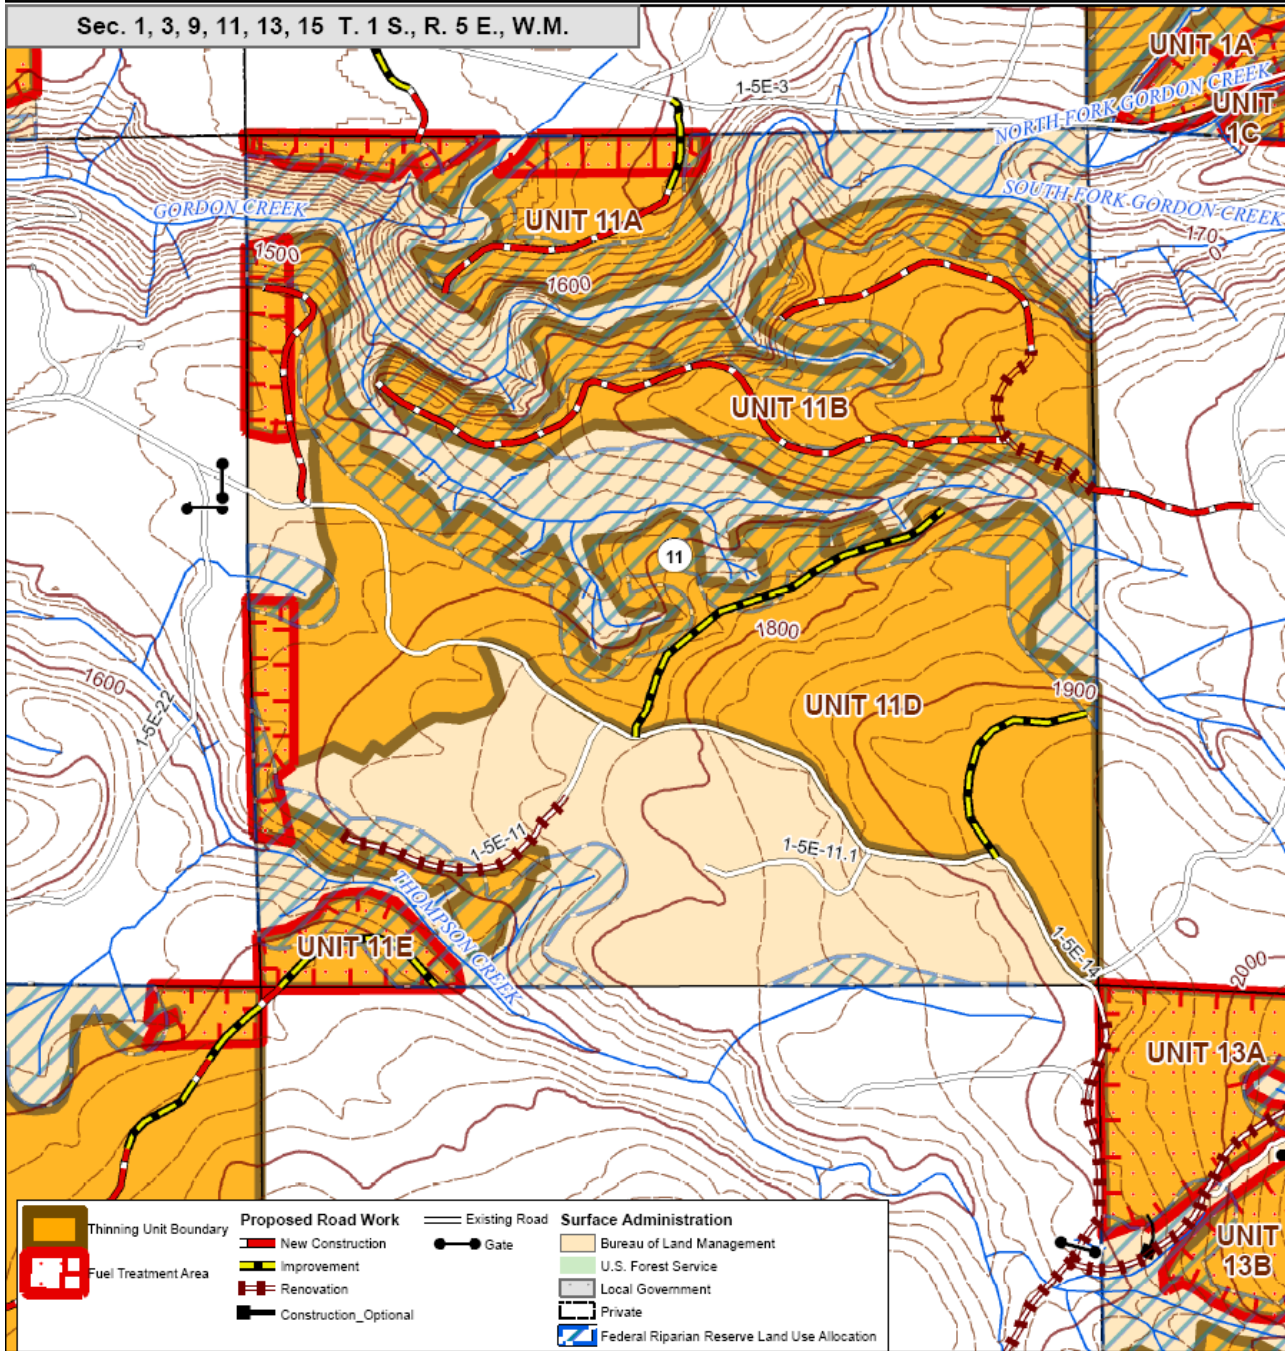 Sec. 1, 3, 9, 11, 13, 15 T. 1 S., R. 5 E., W.M.
UNIT 1A
1-5E-3
NORTH FORK GORDON CREEK
UNIT
1C
SOUTH FORK GORDON CREEK
GORDON CREEK
UNIT 11A
170
0
1500
1600
UNIT 11B
11
1800
1600
1-5E-22
UNIT 11D
1900
1-5E-11
1-5E-11.1
THOMPSON CREEK
UNIT 11E
1-5E-14
2000
UNIT 13A
UNIT
13B
Thinning Unit Boundary
Fuel Treatment Area
Proposed Road Work
New Construction
Improvement
Renovation
Construction_Optional
Existing Road
Gate
Surface Administration
Bureau of Land Management
U.S. Forest Service
Local Government
Private
Federal Riparian Reserve Land Use Allocation